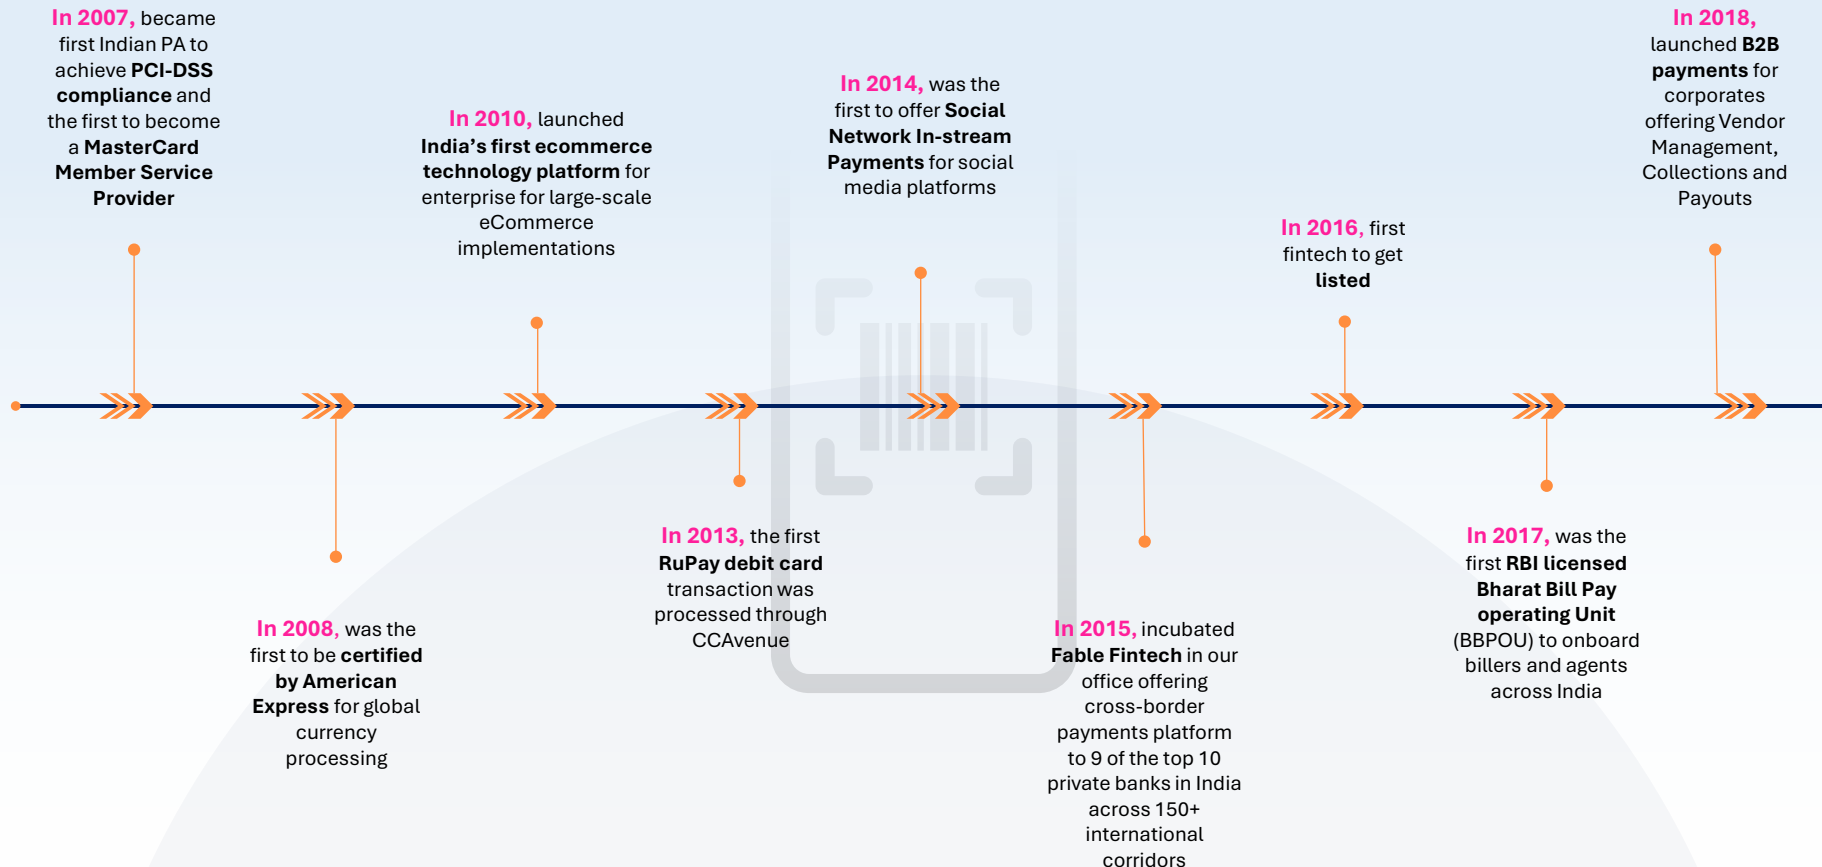 In 2007, became
first Indian PA to
achieve PCI-DSS
compliance and
the first to become
a MasterCard
Member Service
Provider
In 2008, was the
first to be certified
by American
Express for global
currency
processing
In 2010, launched
India’s first ecommerce
technology platform for
enterprise for large-scale
eCommerce
implementations
In 2013, the first
RuPay debit card
transaction was
processed through
CCAvenue
In 2014, was the
first to offer Social
Network In-stream
Payments for social
media platforms
In 2015, incubated
Fable Fintech in our
office offering
cross-border
payments platform
to 9 of the top 10
private banks in India
across 150+
international
corridors
In 2016, first
fintech to get
listed
In 2017, was the
first RBI licensed
Bharat Bill Pay
operating Unit
(BBPOU) to onboard
billers and agents
across India
In 2018,
launched B2B
payments for
corporates
offering Vendor
Management,
Collections and
Payouts